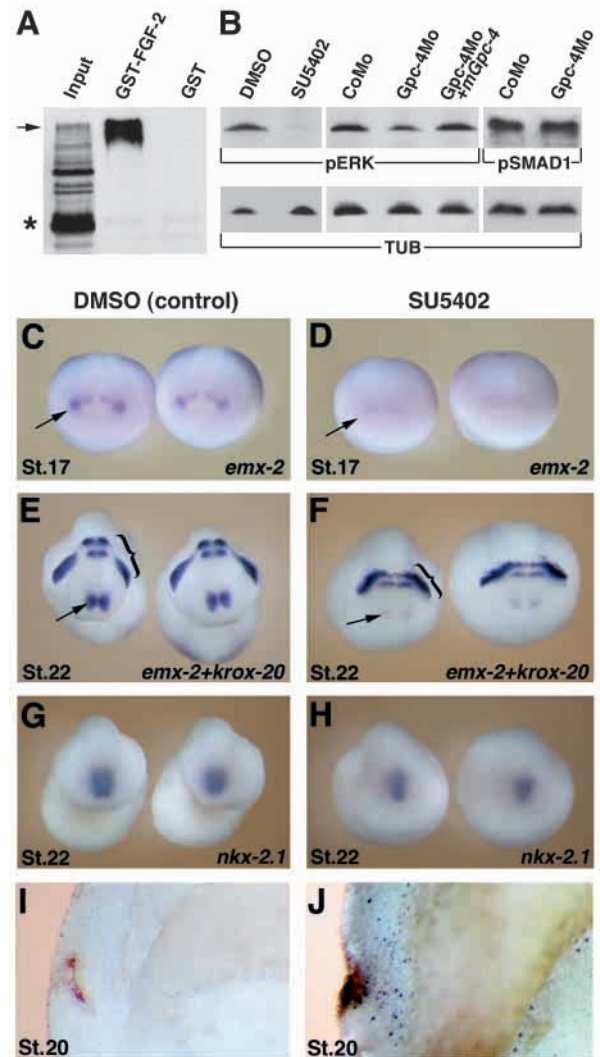 A
B
Input
GST-FGF-2
GST
DMSO
SU5402
CoMo
Gpc-4Mo
Gpc-4Mo
+mGpc-4
CoMo
Gpc-4Mo
*
pERK
pSMAD1
TUB
DMSO (control)
SU5402
C
St.17
emx-2
D
St.17
emx-2
E
St.22
emx-2+krox-20
F
St.22
emx-2+krox-20
G
St.22
nkx-2.1
H
St.22
nkx-2.1
I
St.20
J
St.20